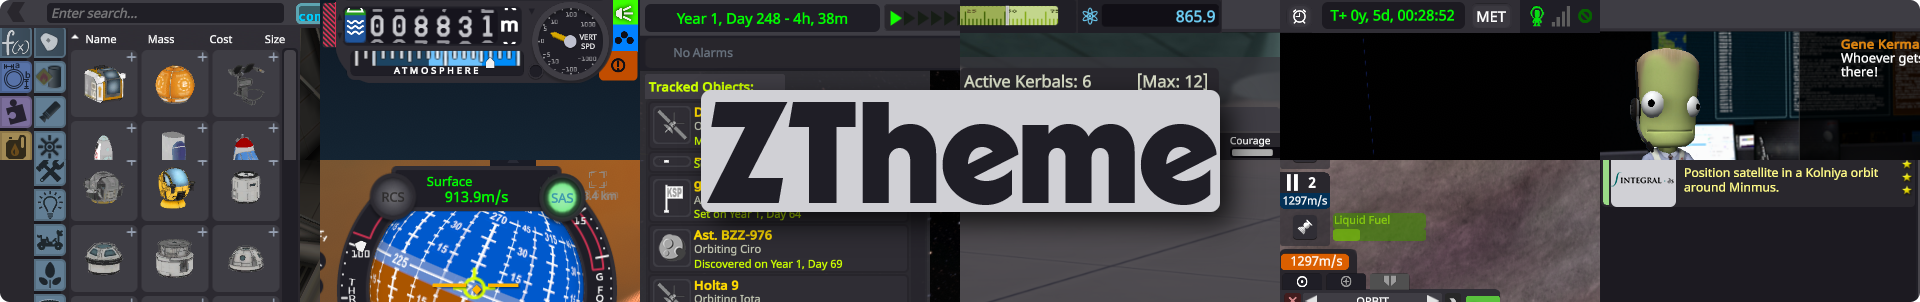 Enter search...
con
f(x)
Name Mass Cost Size
008831 m
VERT
SPD
ATMOSPHERE
RCS
Surface
913.9m/s
SAS
225
Year 1, Day 248 - 4h, 38m
No Alarms
Tracked Objects:
KSP
Set on Year 1, Day 64
Ast. BZZ-976
Orbiting Ciro
Discovered on Year 1, Day 69
Holta 9
Orbiting Iota
865.9
Active Kerbals: 6 [Max: 12]
ZTheme
Courage
T+ 0y, 5d, 00:28:52 MET
2
1297m/s
Liquid Fuel
1297m/s
ORBIT
Gene Kerma
Whoever gets
there!
INTEGRAL
Position satellite in a Kolniya orbit
around Minmus.